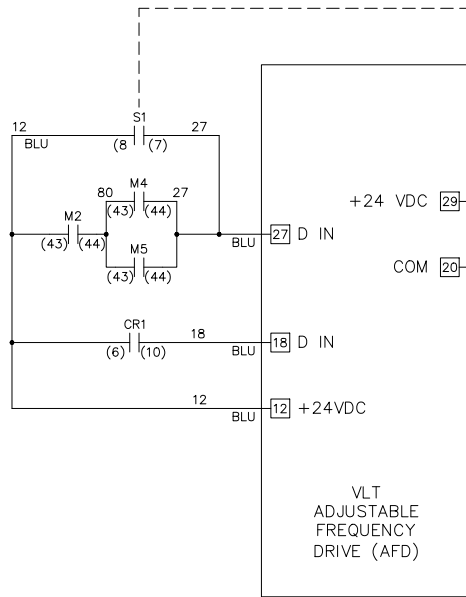 S1
12 27
BLU (8 (7)
80 M4 27
(43) (44)
M2
(43) (44)
M5
(43) (44)
+24 VDC 29
BLU 27 D IN
COM 20
CR1
(6) (10)
18
BLU 18 D IN
12
BLU 12 +24VDC
VLT
ADJUSTABLE
FREQUENCY
DRIVE (AFD)